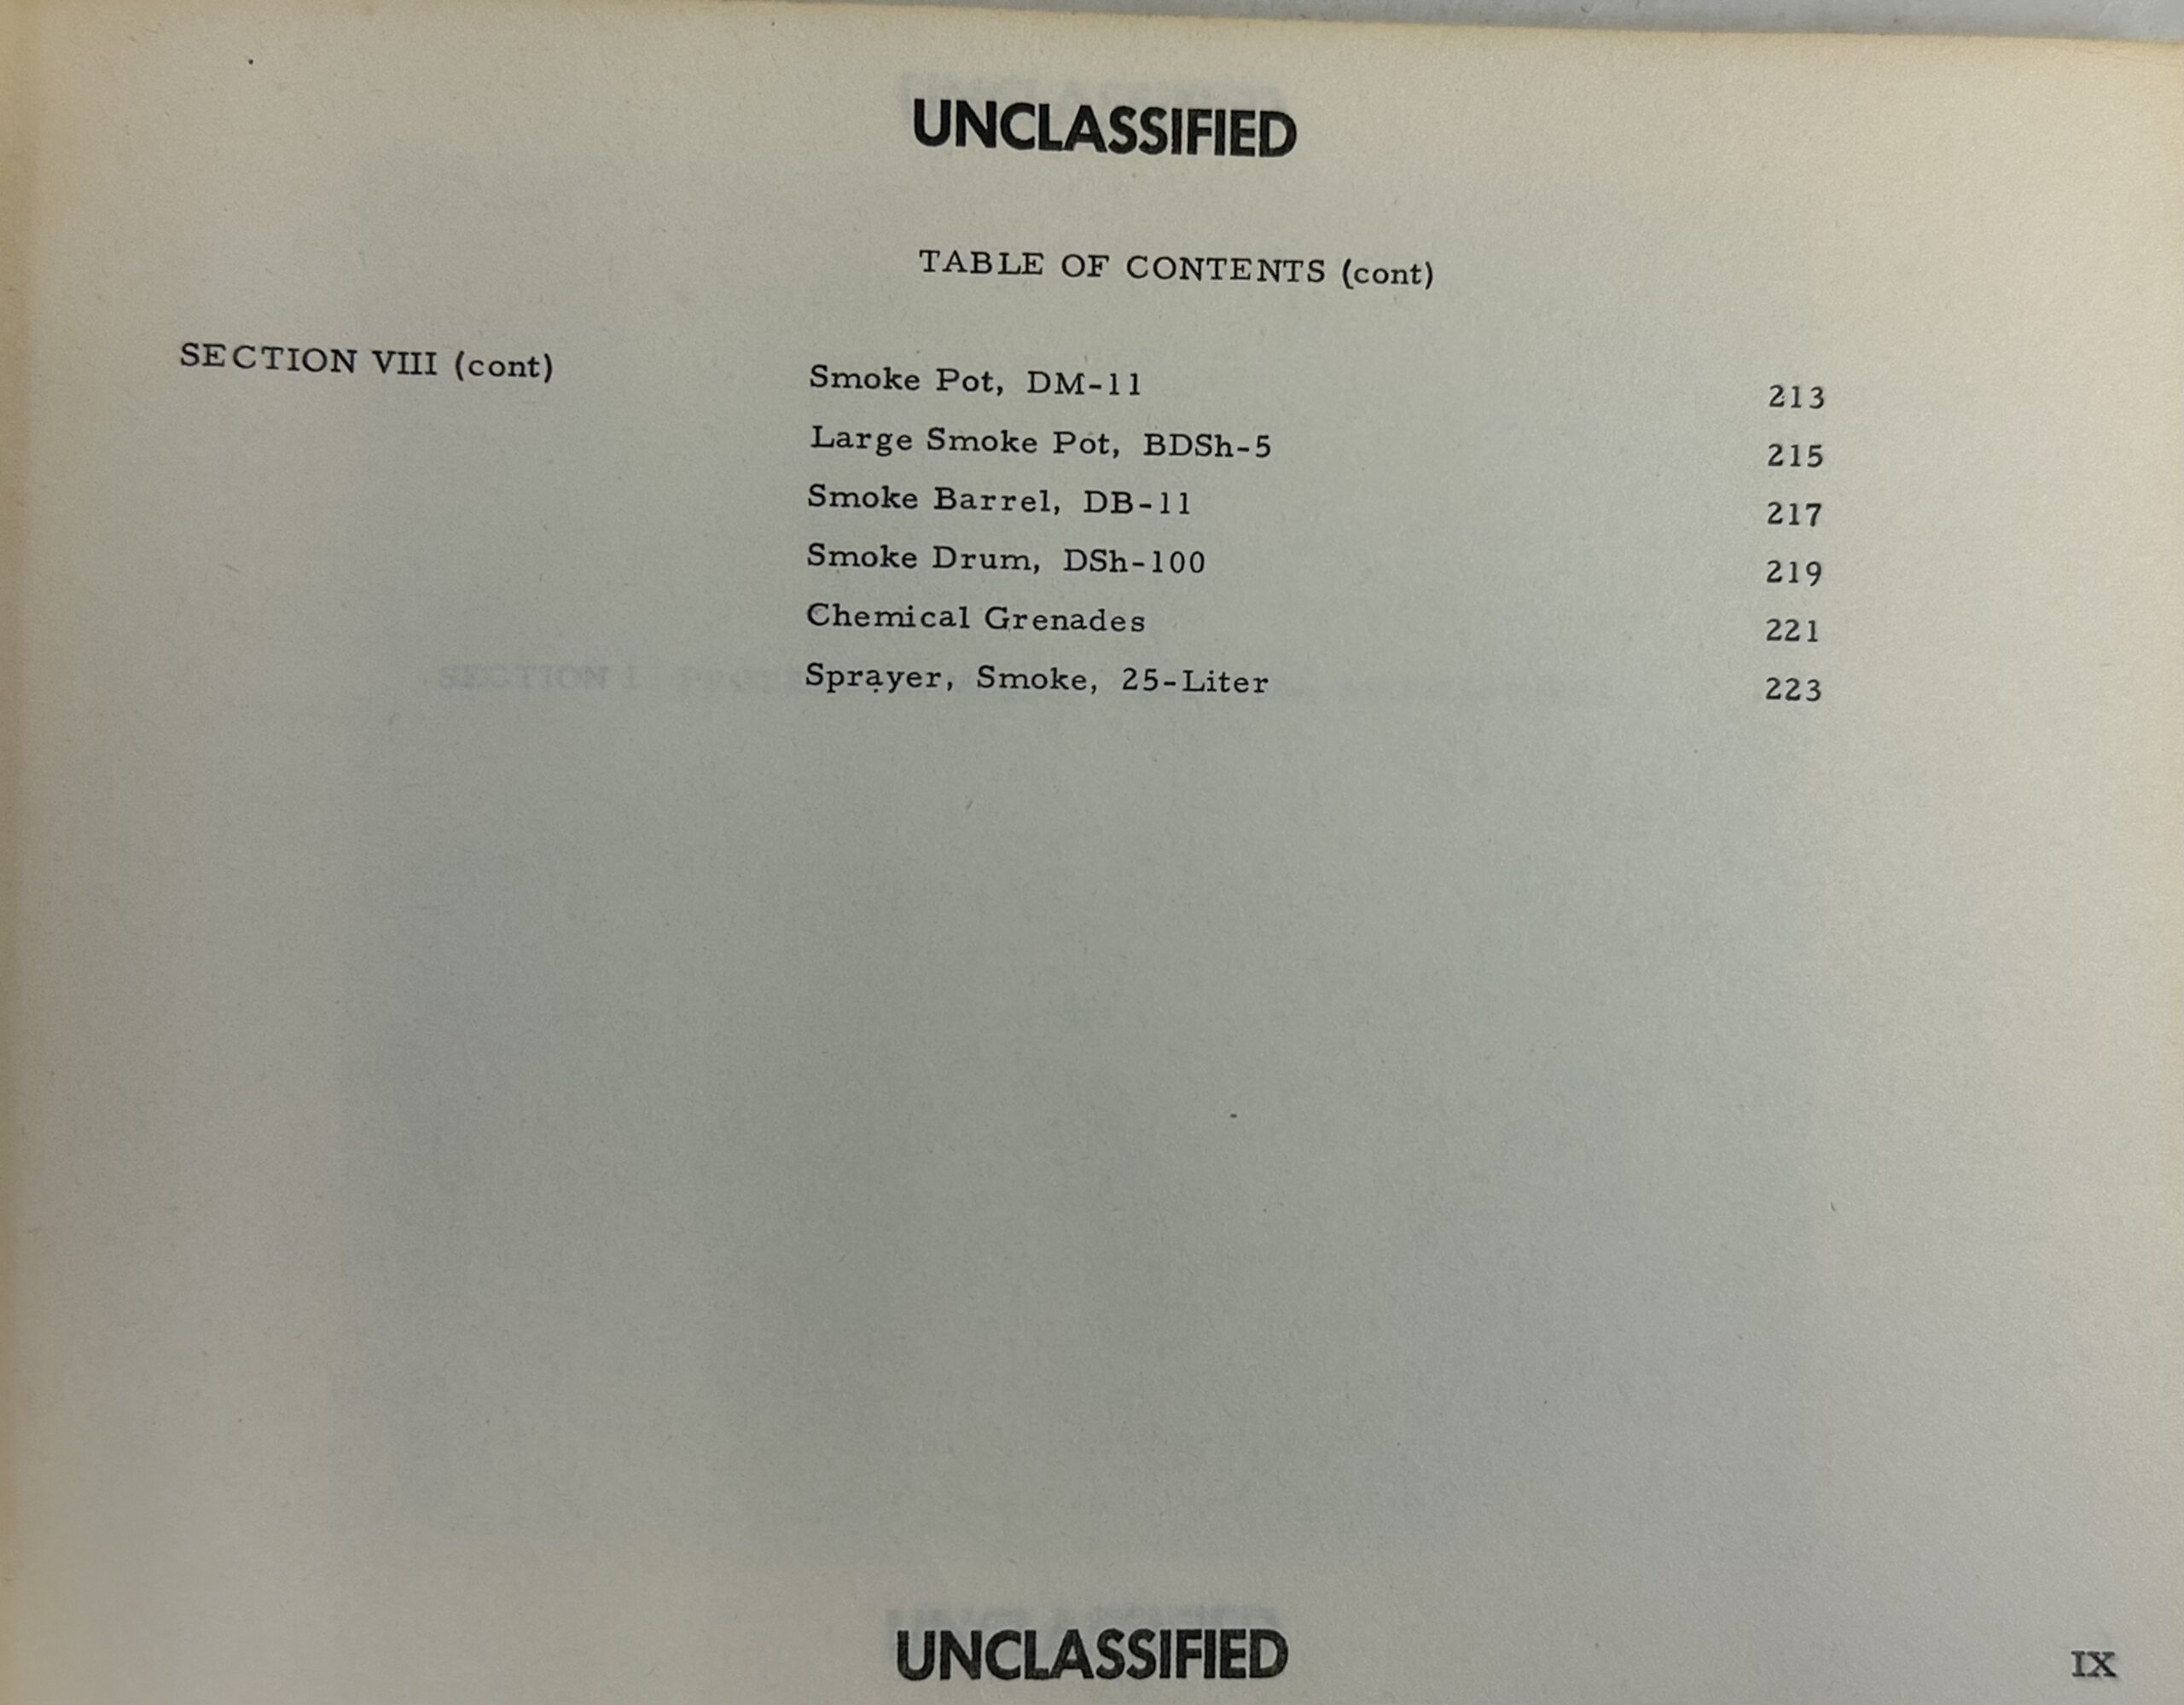 UNCLASSIFIED
TABLE OF CONTENTS (cont)
SECTION VIII (cont) Smoke Pot, DM-11 213
Large Smoke Pot, BDSh-5 215
Smoke Barrel, DB-11 217
Smoke Drum, DSh-100 219
Chemical Grenades 221
SECTION I
Sprayer, Smoke, 25-Liter 223
UNCLASSIFIED
IX